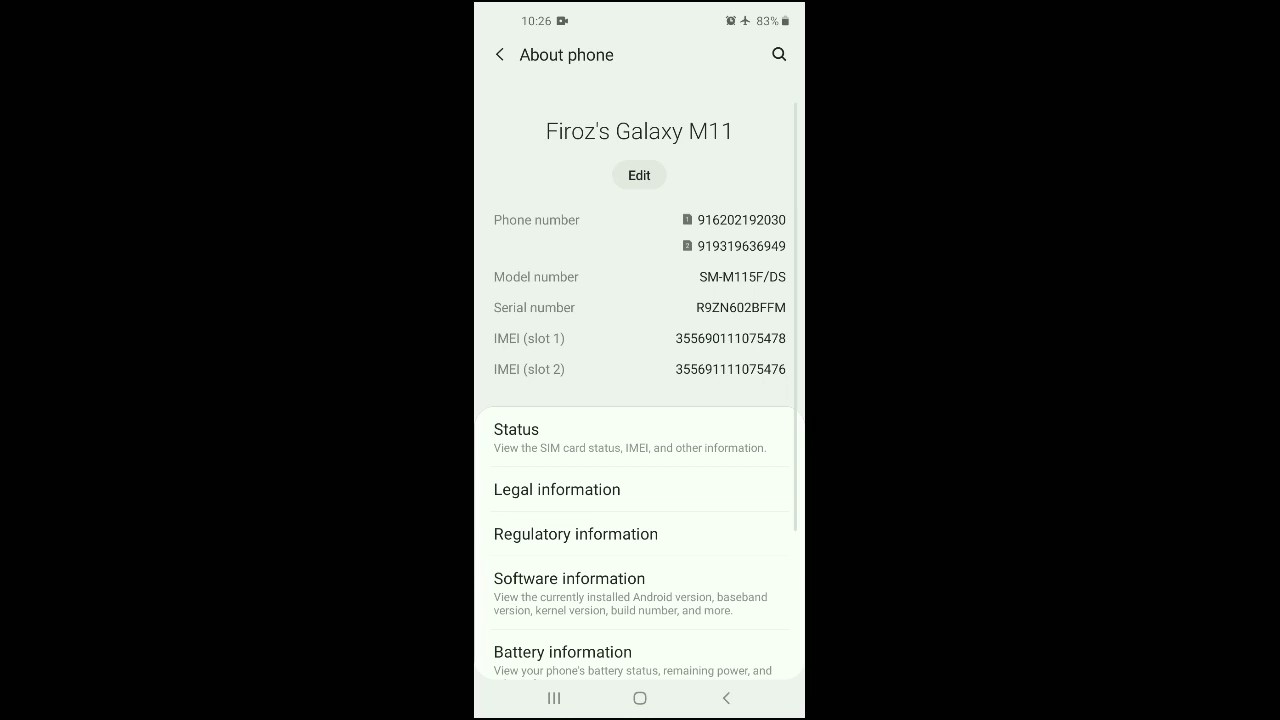 10:26 83%
About phone
Firoz's Galaxy M11
Edit
Phone number 1 916202192030
2 919319636949
Model number SM-M115F/DS
Serial number R9ZN602BFFM
IMEI (slot 1) 355690111075478
IMEI (slot 2) 355691111075476
Status
View the SIM card status, IMEI, and other information.
Legal information
Regulatory information
Software information
View the currently installed Android version, baseband
version, kernel version, build number, and more.
Battery information
View your phone's battery status, remaining power, and